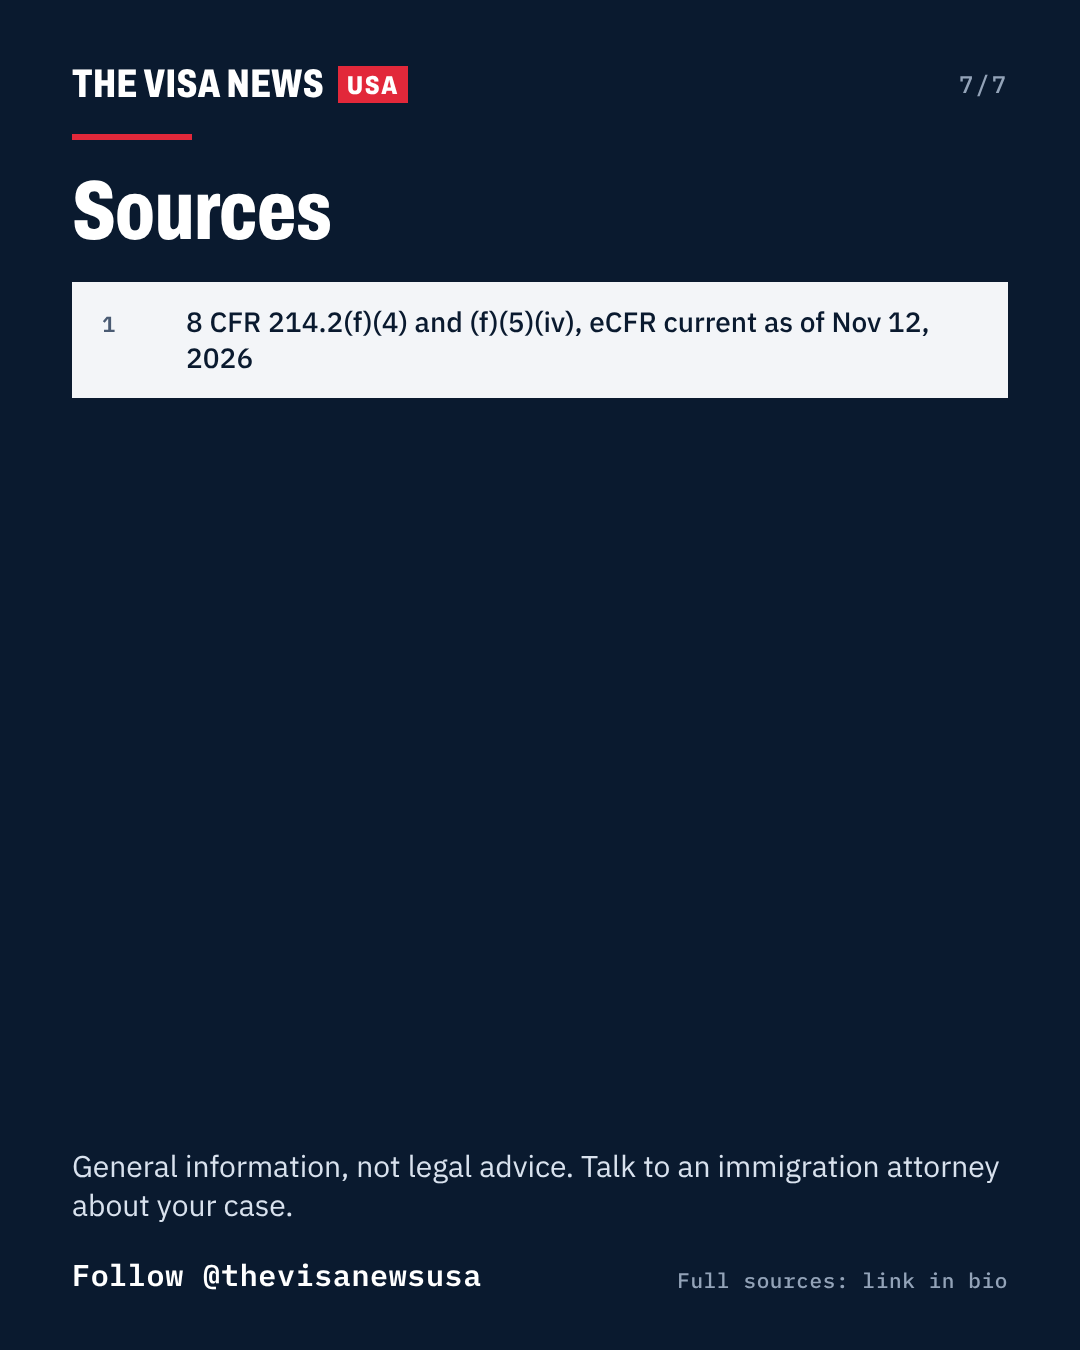 THE VISA NEWS USA
7/7
Sources
1 8 CFR 214.2(f)(4) and (f)(5)(iv), eCFR current as of Nov 12,
2026
General information, not legal advice. Talk to an immigration attorney
about your case.
Follow @thevisanewsusa
Full sources: link in bio